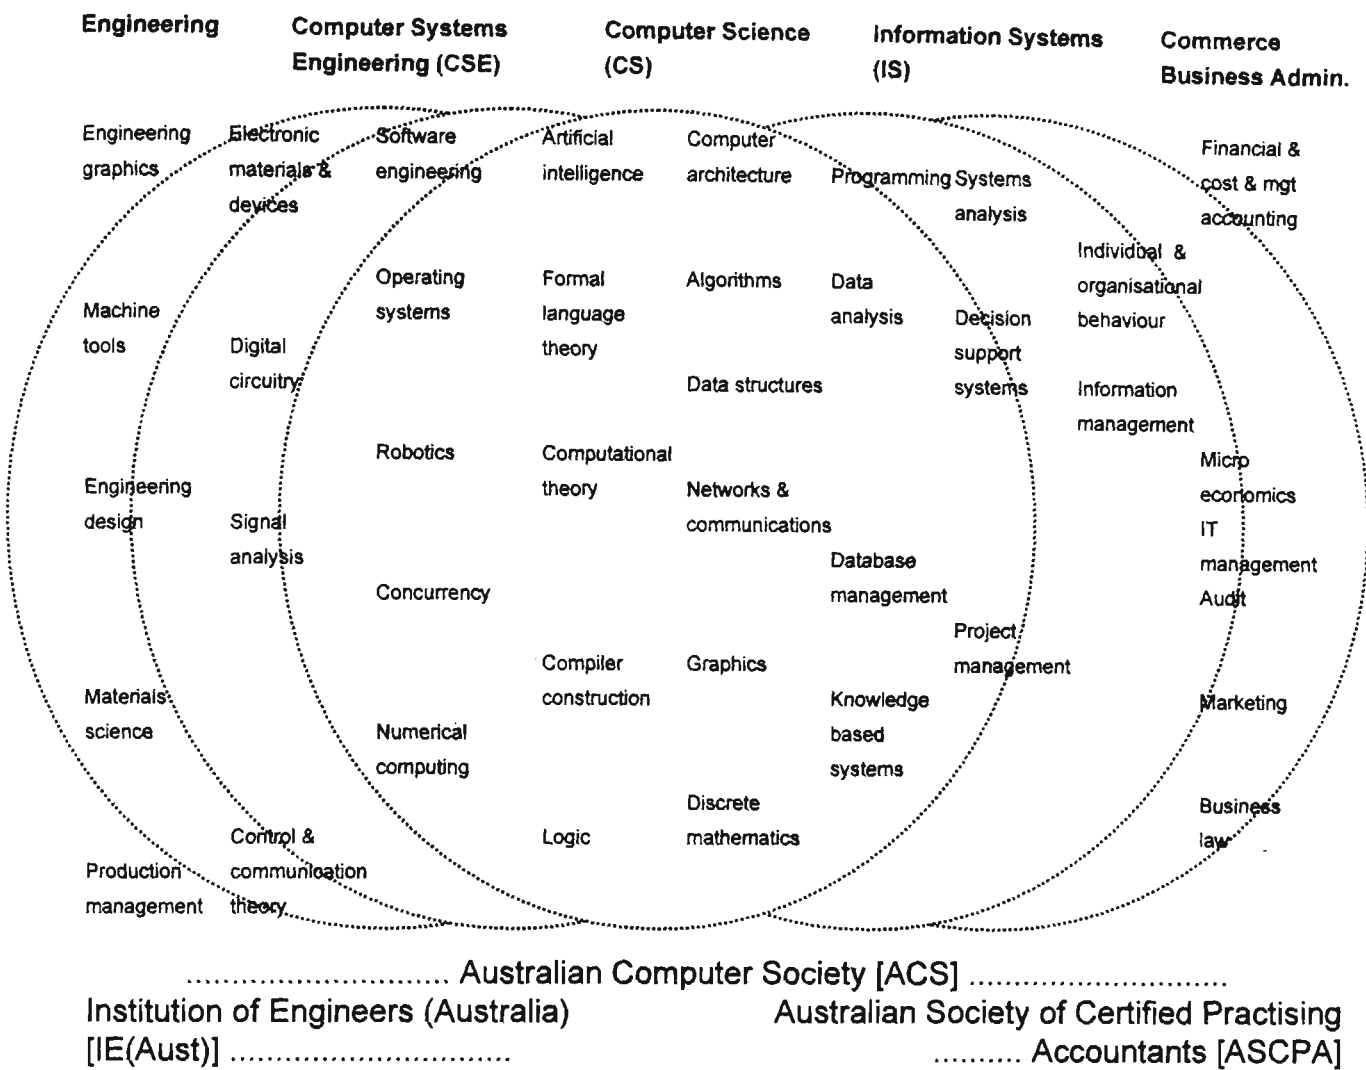 Engineering
Computer Systems
Engineering (CSE)
Computer Science
(CS)
Information Systems
(IS)
Commerce
Business Admin.
Engineering
graphics
Machine
tools
Engineering
design
Materials
science
Production
management
Electronic
materials &
devices
Digital
circuitry
Signal
analysis
Control &
communication
theory
Software
engineering
Operating
systems
Robotics
Concurrency
Numerical
computing
Artificial
intelligence
Formal
language
theory
Computational
theory
Compiler
construction
Logic
Computer
architecture
Algorithms
Data structures
Networks &
communications
Graphics
Discrete
mathematics
Programming
Data
analysis
Database
management
Knowledge
based
systems
Systems
analysis
Decision
support
systems
Project
management
Individual &
organisational
behaviour
Information
management
Financial &
cost & mgt
accounting
Micro
economics
IT
management
Audit
Marketing
Business
law
............................ Australian Computer Society [ACS] ............................
Institution of Engineers (Australia)
[IE(Aust)] ..............................
Australian Society of Certified Practising
.......... Accountants [ASCPA]